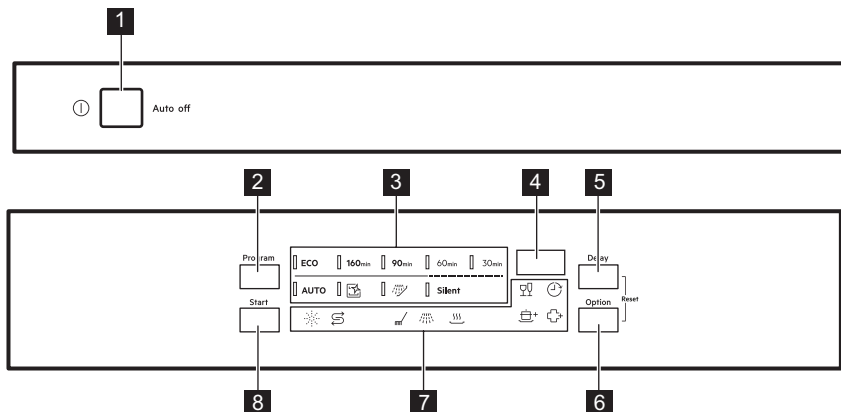 1
Auto off
2 3 4 5
Program Delay
ECO 160min 90min 60min 30min
AUTO Silent
Start Option Reset
8 7 6